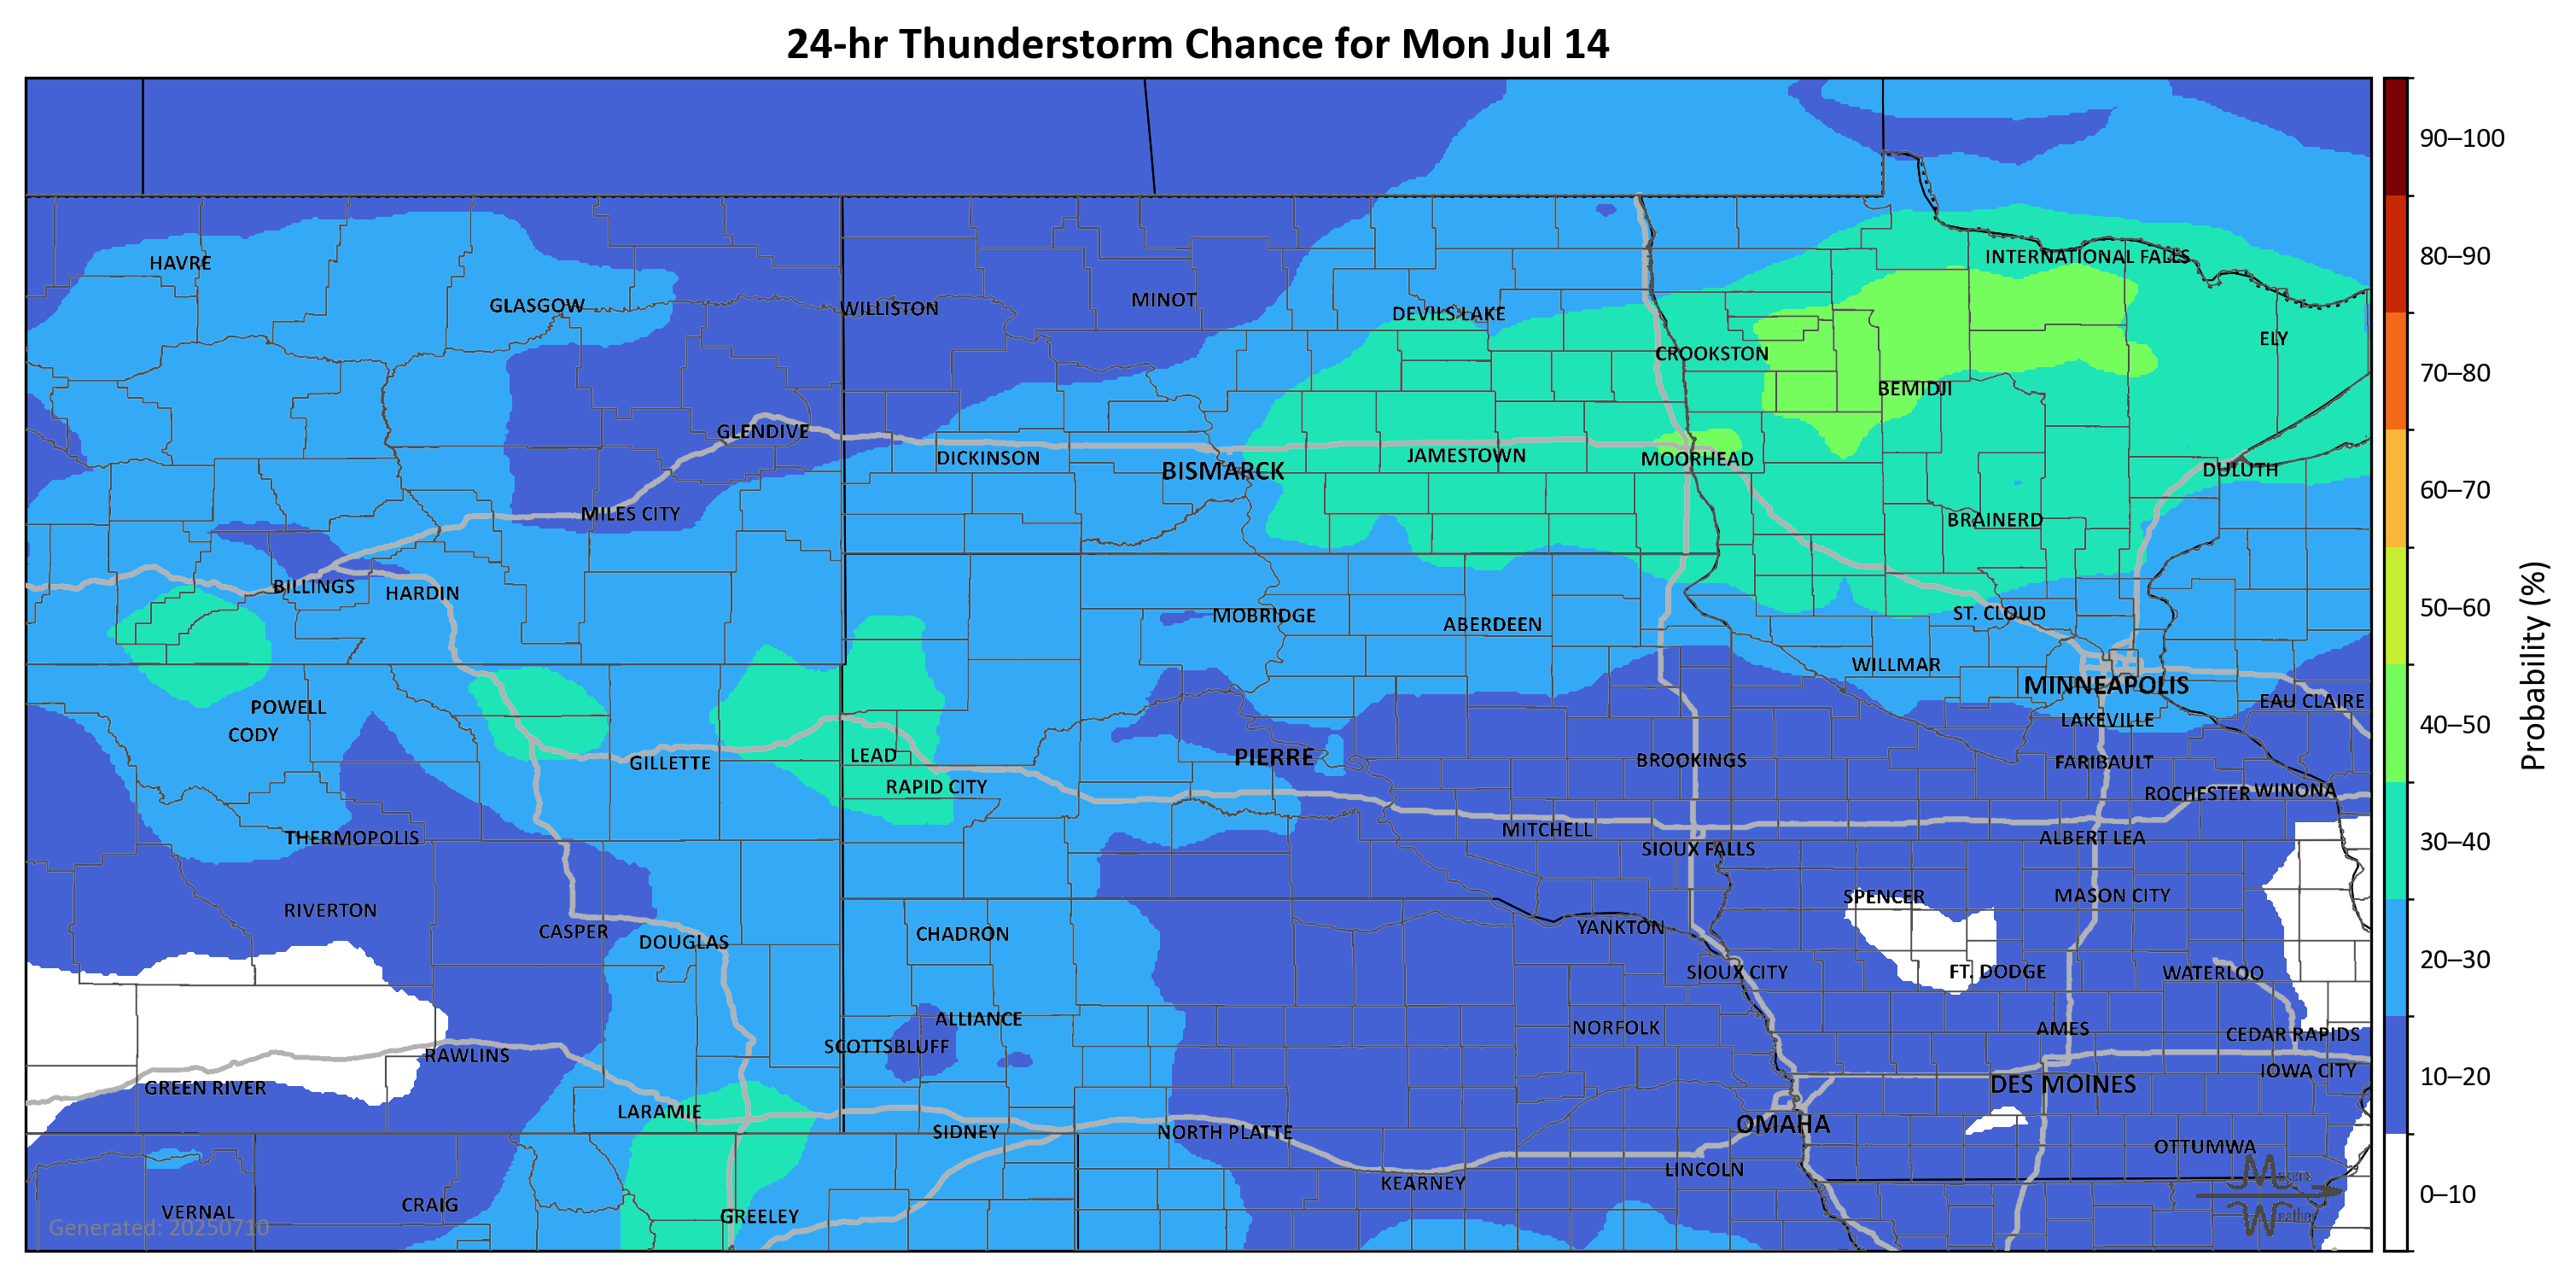 24-hr Thunderstorm Chance for Mon Jul 14
90–100
80–90
70–80
60–70
50–60
40–50
30–40
20–30
10–20
0–10
Probability (%)
HAVRE
INTERNATIONAL FALLS
GLASGOW
WILLISTON
MINOT
DEVILS LAKE
ELY
CROOKSTON
BEMIDJI
GLENDIVE
DICKINSON
BISMARCK
JAMESTOWN
MOORHEAD
DULUTH
MILES CITY
BRAINERD
BILLINGS
HARDIN
MOBRIDGE
ABERDEEN
ST. CLOUD
WILLMAR
MINNEAPOLIS
EAU CLAIRE
POWELL
CODY
LAKEVILLE
GILLETTE
LEAD
PIERRE
BROOKINGS
FARIBAULT
RAPID CITY
ROCHESTER
WINONA
THERMOPOLIS
MITCHELL
ALBERT LEA
SIOUX FALLS
SPENCER
MASON CITY
RIVERTON
CASPER
DOUGLAS
CHADRON
YANKTON
SIOUX CITY
FT. DODGE
WATERLOO
ALLIANCE
NORFOLK
AMES
CEDAR RAPIDS
SCOTTSBLUFF
RAWLINS
IOWA CITY
GREEN RIVER
DES MOINES
LARAMIE
OMAHA
SIDNEY
NORTH PLATTE
OTTUMWA
LINCOLN
KEARNEY
CRAIG
VERNAL
GREELEY
Generated: 20250710
Weather